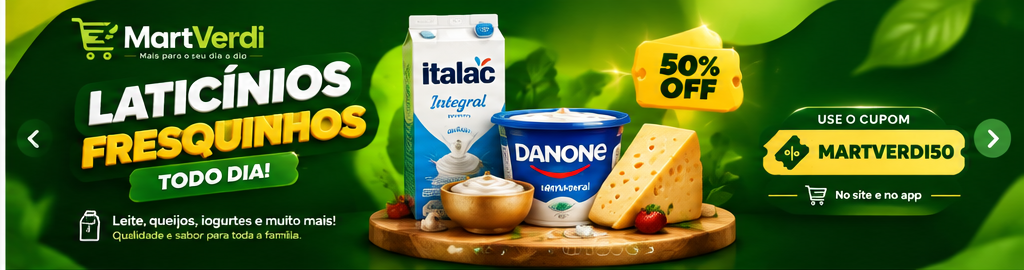 MartVerdi
Mais para o seu dia a dia
LATICÍNIOS
FRESQUINHOS
TODO DIA!
Leite, queijos, iogurtes e muito mais!
Qualidade e sabor para toda a família.
italac
Integral
DANONE
50%
OFF
USE O CUPOM
% MARTVERDI50
No site e no app